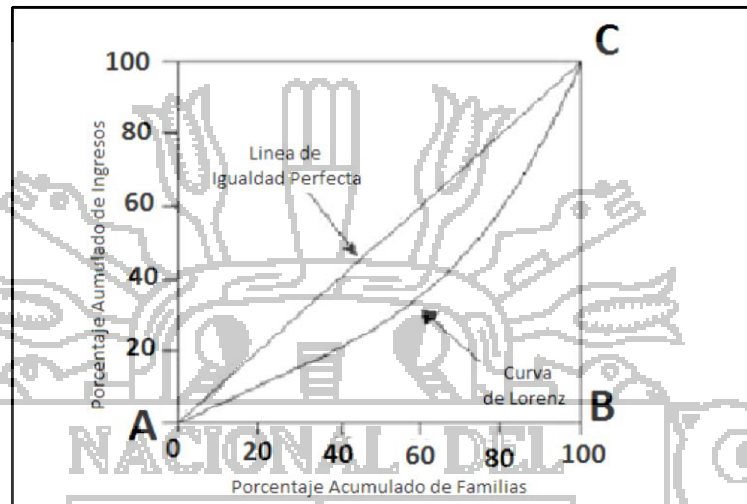 C
100
80
60
40
20
Porcentaje Aumulado de Ingresos
Linea de
Igualdad Perfecta
Curva
de Lorenz
A
B
0 20 40 60 80 100
NACIONAL DEL
Porcentaje Acumulado de Familias